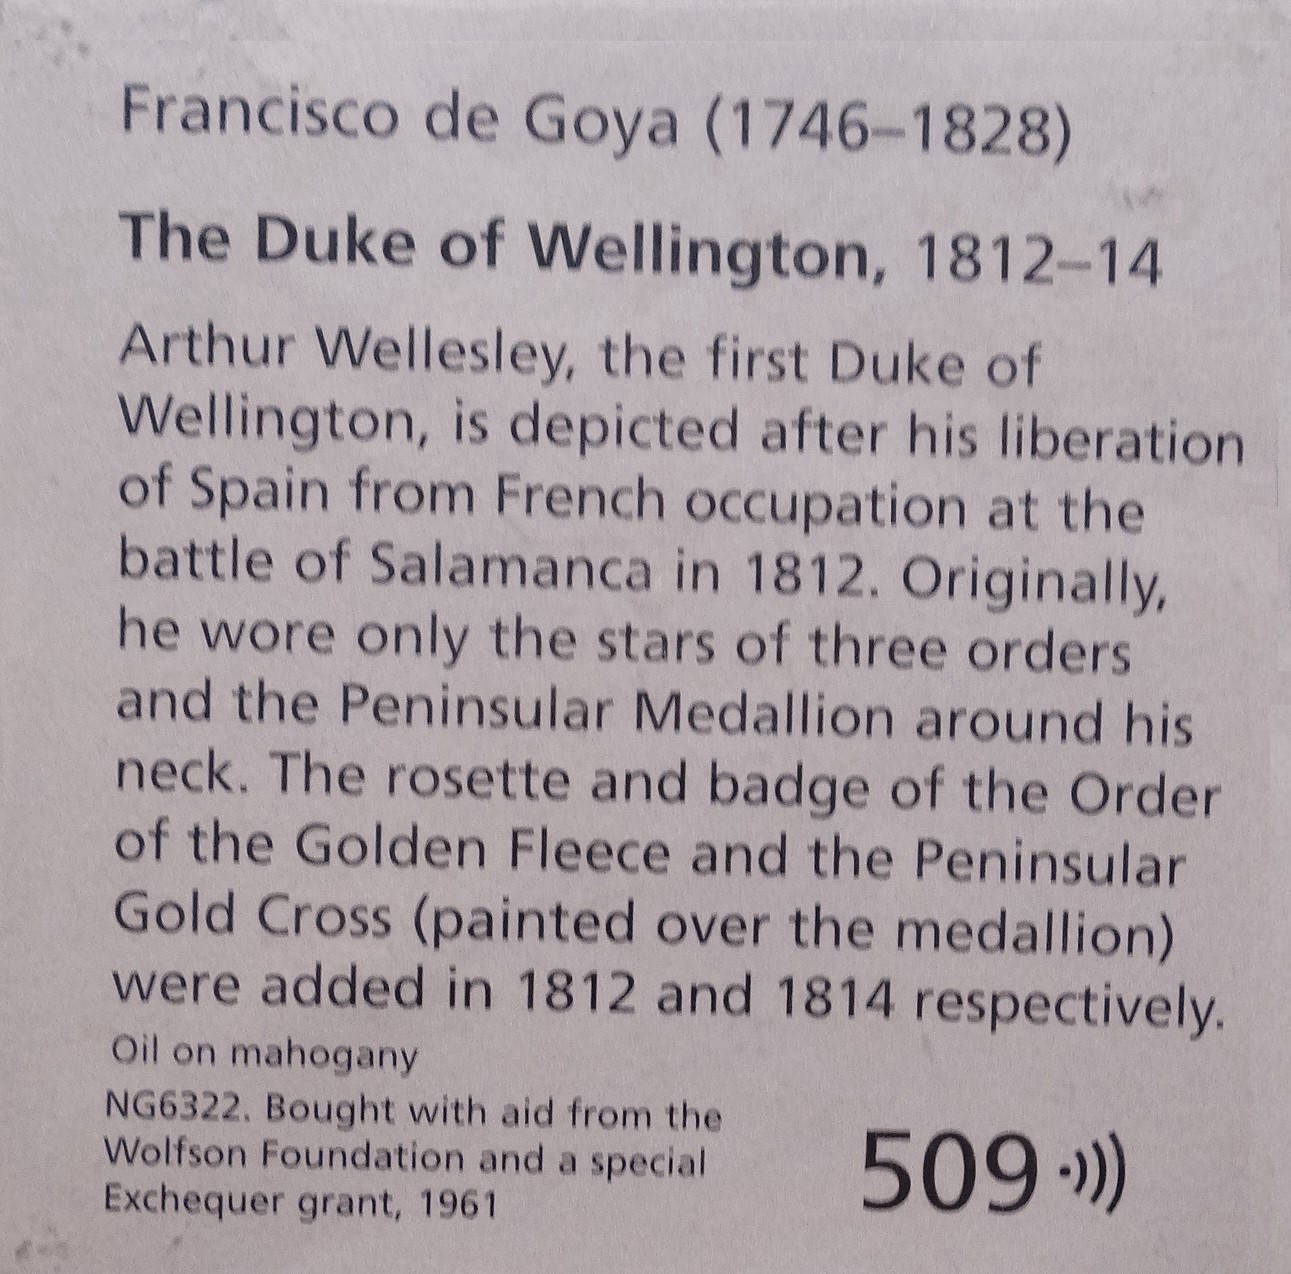 Francisco de Goya (1746–1828)
The Duke of Wellington, 1812–14
Arthur Wellesley, the first Duke of
Wellington, is depicted after his liberation
of Spain from French occupation at the
battle of Salamanca in 1812. Originally,
he wore only the stars of three orders
and the Peninsular Medallion around his
neck. The rosette and badge of the Order
of the Golden Fleece and the Peninsular
Gold Cross (painted over the medallion)
were added in 1812 and 1814 respectively.
Oil on mahogany
NG6322. Bought with aid from the
Wolfson Foundation and a special
Exchequer grant, 1961
509